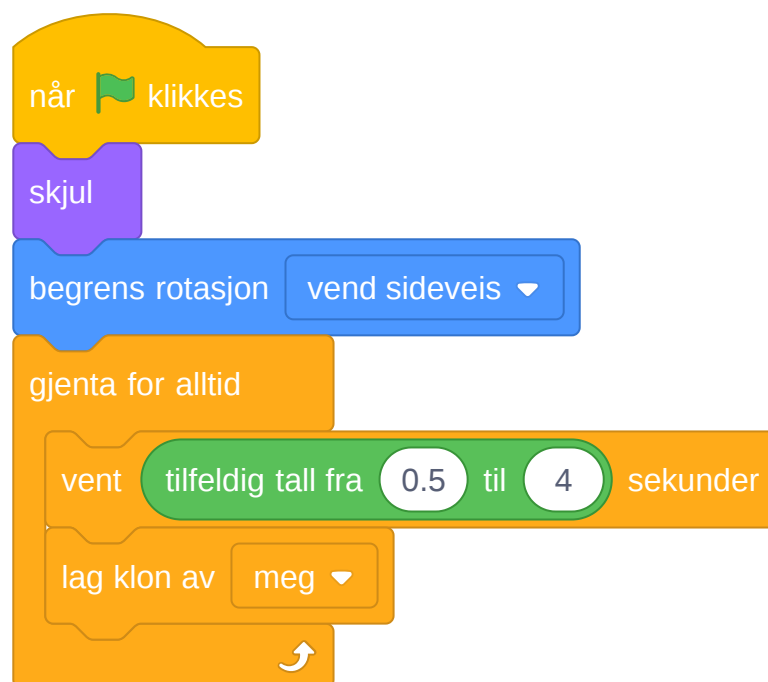 når klikkes
skjul
begrens rotasjon vend sideveis
gjenta for alltid
vent tilfeldig tall fra 0.5 til 4 sekunder
lag klon av meg